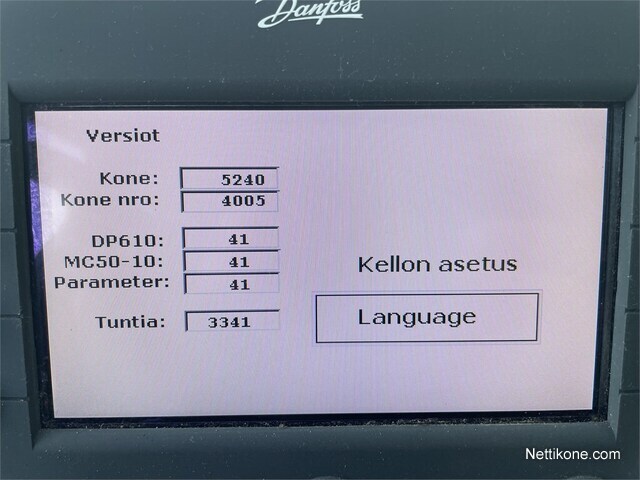 Danfoss
Versiot
Kone: 5240
Kone nro: 4005
DP610: 41
MC50-10: 41
Parameter: 41
Tuntia: 3341
Kellon asetus
Language
Nettikone.com